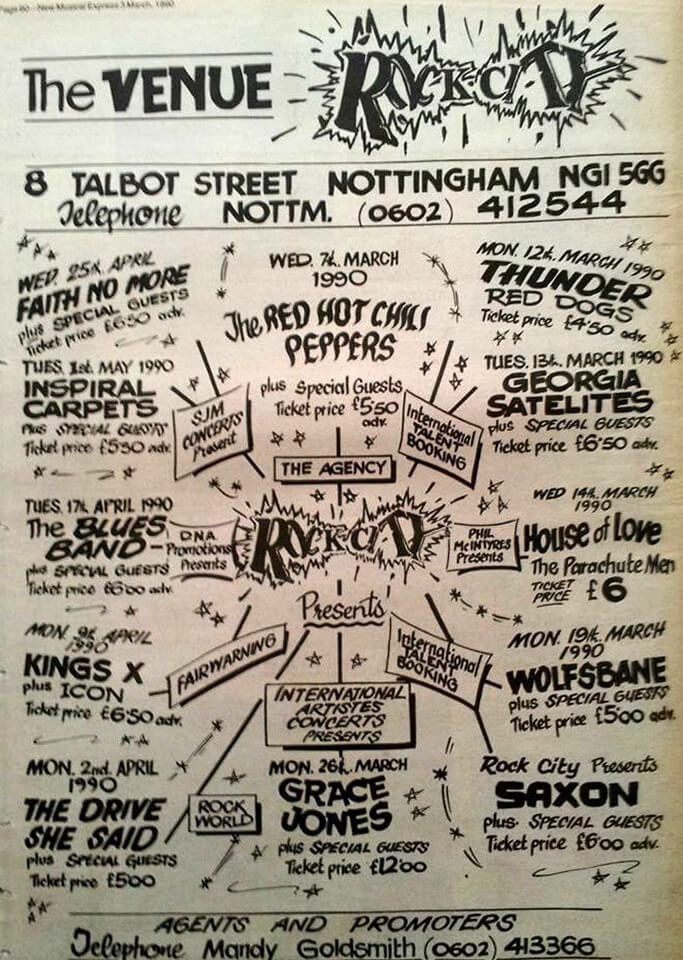 Page 60 — New Musical Express 3 March, 1990
The VENUE
ROCK CITY
8 TALBOT STREET NOTTINGHAM NG1 5GG
Telephone NOTTM. (0602) 412544
WED. 25th APRIL
FAITH NO MORE
plus SPECIAL GUESTS
Ticket price £6·50 adv.
WED. 7th. MARCH
1990
The RED HOT CHILI
PEPPERS
plus Special Guests
Ticket price £5·50
adv.
MON. 12th. MARCH 1990
THUNDER
RED DOGS
Ticket price £4·50 adv.
TUES. 1st. MAY 1990
INSPIRAL
CARPETS
plus SPECIAL GUESTS
Ticket price £5·50 adv.
SJM
CONCERTS
Present
International
TALENT
BOOKING
TUES. 13th. MARCH 1990
GEORGIA
SATELITES
plus SPECIAL GUESTS
Ticket price £6·50 adv.
THE AGENCY
TUES. 17th. APRIL 1990
The BLUES
BAND—
plus SPECIAL GUESTS
Ticket price £6·00 adv.
DNA
Promotions
Presents
ROCK CITY
Presents
PHIL
McINTYRES
Presents
WED 14th. MARCH
1990
House of Love
The Parachute Men
TICKET
PRICE £6
MON. 9th. APRIL
1990
KINGS X
plus ICON
Ticket price £6·50 adv.
FAIRWARNING
International
TALENT
BOOKING
MON. 19th. MARCH
1990
WOLFSBANE
plus SPECIAL GUESTS
Ticket price £5·00 adv.
INTERNATIONAL
ARTISTES
CONCERTS
PRESENTS
MON. 2nd. APRIL
1990
THE DRIVE
SHE SAID
plus SPECIAL GUESTS
Ticket price £5·00
ROCK
WORLD
MON. 26th. MARCH
GRACE
JONES
plus SPECIAL GUESTS
Ticket price £12·00
Rock City Presents
SAXON
plus· SPECIAL GUESTS
Ticket price £6·00 adv.
AGENTS AND PROMOTERS
Telephone Mandy Goldsmith (0602) 413366